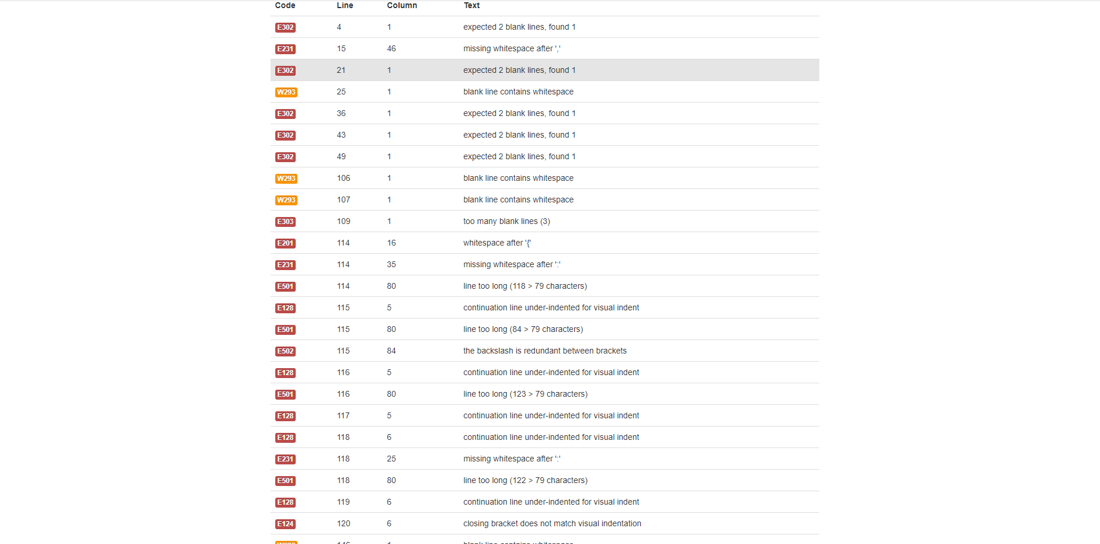 Code Line Column Text
E302 4 1 expected 2 blank lines, found 1
E231 15 46 missing whitespace after ','
E302 21 1 expected 2 blank lines, found 1
W293 25 1 blank line contains whitespace
E302 36 1 expected 2 blank lines, found 1
E302 43 1 expected 2 blank lines, found 1
E302 49 1 expected 2 blank lines, found 1
W293 106 1 blank line contains whitespace
W293 107 1 blank line contains whitespace
E303 109 1 too many blank lines (3)
E201 114 16 whitespace after '{'
E231 114 35 missing whitespace after ':'
E501 114 80 line too long (118 > 79 characters)
E128 115 5 continuation line under-indented for visual indent
E501 115 80 line too long (84 > 79 characters)
E502 115 84 the backslash is redundant between brackets
E128 116 5 continuation line under-indented for visual indent
E501 116 80 line too long (123 > 79 characters)
E128 117 5 continuation line under-indented for visual indent
E128 118 6 continuation line under-indented for visual indent
E231 118 25 missing whitespace after ':'
E501 118 80 line too long (122 > 79 characters)
E128 119 6 continuation line under-indented for visual indent
E124 120 6 closing bracket does not match visual indentation
blank line contains whitespace